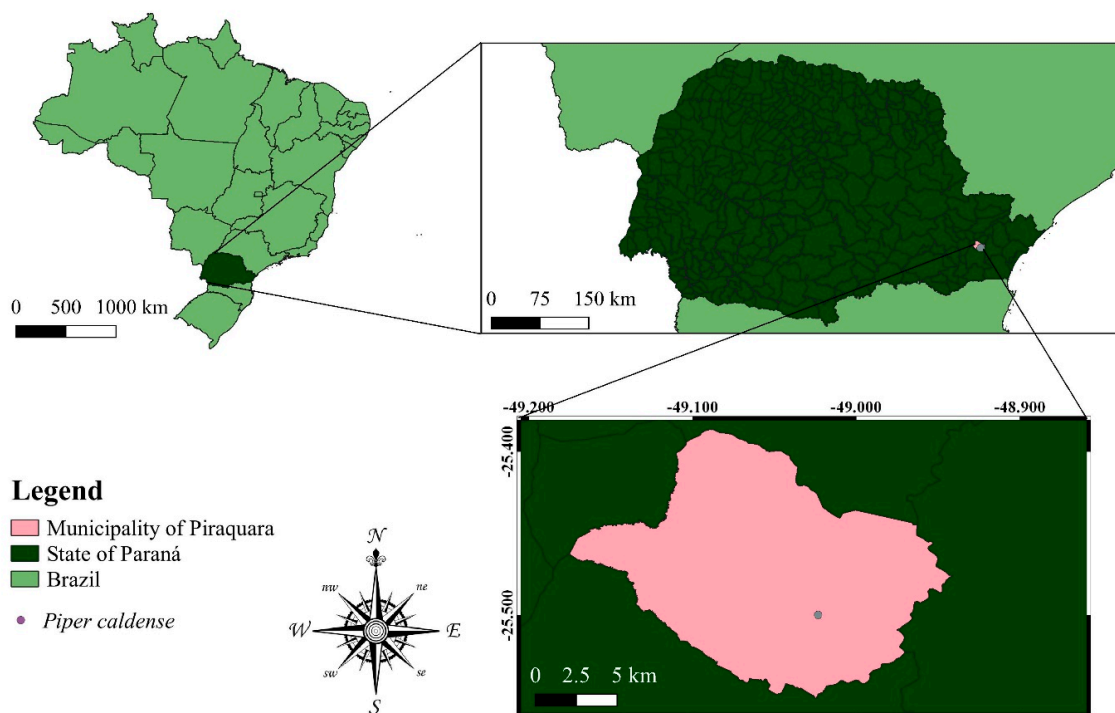 0 500 1000 km
0 75 150 km
-49.200 -49.100 -49.000 -48.900
-25.400
-25.500
0 2.5 5 km
Legend
Municipality of Piraquara
State of Paraná
Brazil
Piper caldense
N
nw ne
W E
sw se
S